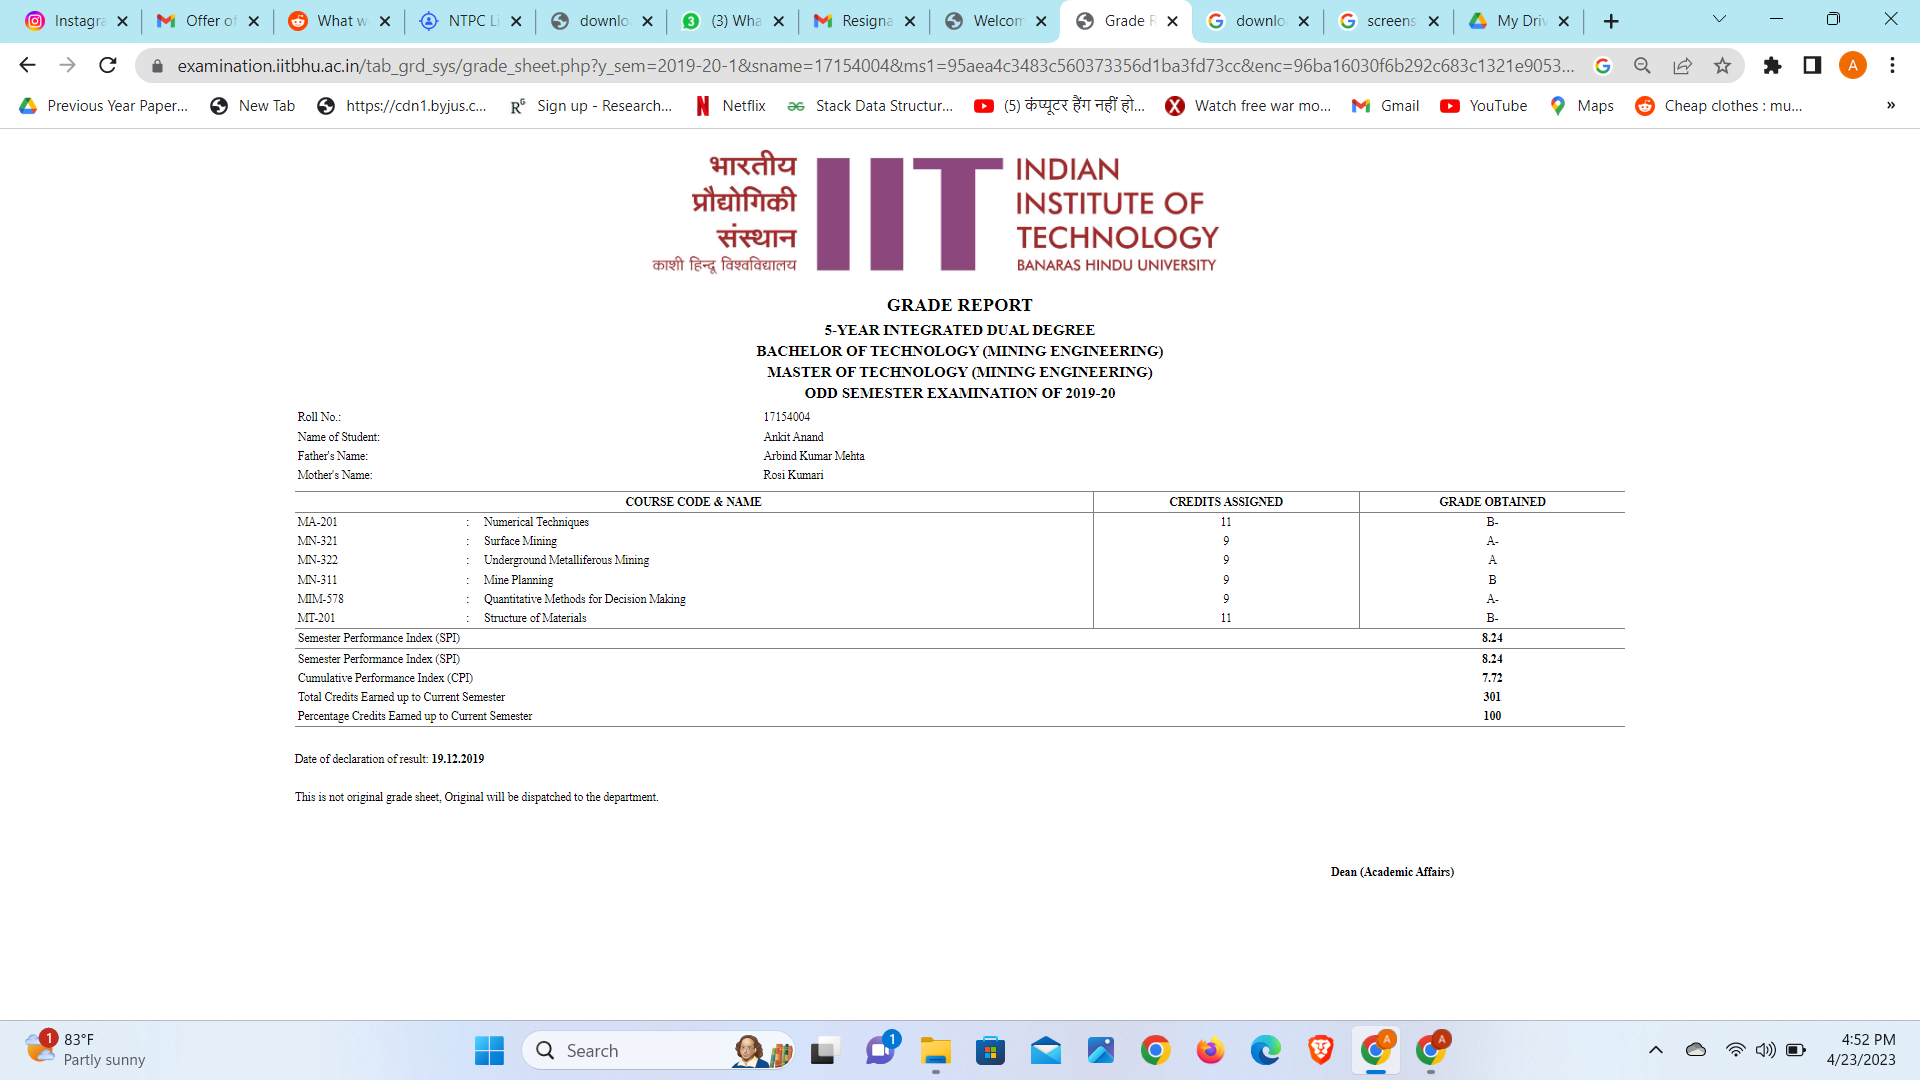 Instagra
Offer of
What w
NTPC Li
downlo
(3) Wha
Resigna
Welcom
Grade R
downlo
screens
My Driv
examination.iitbhu.ac.in/tab_grd_sys/grade_sheet.php?y_sem=2019-20-1&sname=17154004&ms1=95aea4c3483c560373356d1ba3fd73cc&enc=96ba16030f6b292c683c1321e9053...
A
Previous Year Paper...
New Tab
https://cdn1.byjus.c...
Sign up - Research...
Netflix
Stack Data Structur...
(5) कंप्यूटर हैंग नहीं हो...
Watch free war mo...
Gmail
YouTube
Maps
Cheap clothes : mu...
»
भारतीय
प्रौद्योगिकी
संस्थान
काशी हिन्दू विश्वविद्यालय
IIT
INDIAN
INSTITUTE OF
TECHNOLOGY
BANARAS HINDU UNIVERSITY
GRADE REPORT
5-YEAR INTEGRATED DUAL DEGREE
BACHELOR OF TECHNOLOGY (MINING ENGINEERING)
MASTER OF TECHNOLOGY (MINING ENGINEERING)
ODD SEMESTER EXAMINATION OF 2019-20
Roll No.: 17154004
Name of Student: Ankit Anand
Father's Name: Arbind Kumar Mehta
Mother's Name: Rosi Kumari
COURSE CODE & NAME CREDITS ASSIGNED GRADE OBTAINED
MA-201 : Numerical Techniques 11 B-
MN-321 : Surface Mining 9 A-
MN-322 : Underground Metalliferous Mining 9 A
MN-311 : Mine Planning 9 B
MIM-578 : Quantitative Methods for Decision Making 9 A-
MT-201 : Structure of Materials 11 B-
Semester Performance Index (SPI) 8.24
Semester Performance Index (SPI) 8.24
Cumulative Performance Index (CPI) 7.72
Total Credits Earned up to Current Semester 301
Percentage Credits Earned up to Current Semester 100
Date of declaration of result: 19.12.2019
This is not original grade sheet, Original will be dispatched to the department.
Dean (Academic Affairs)
1
83°F
Partly sunny
Search
1
A
A
4:52 PM
4/23/2023